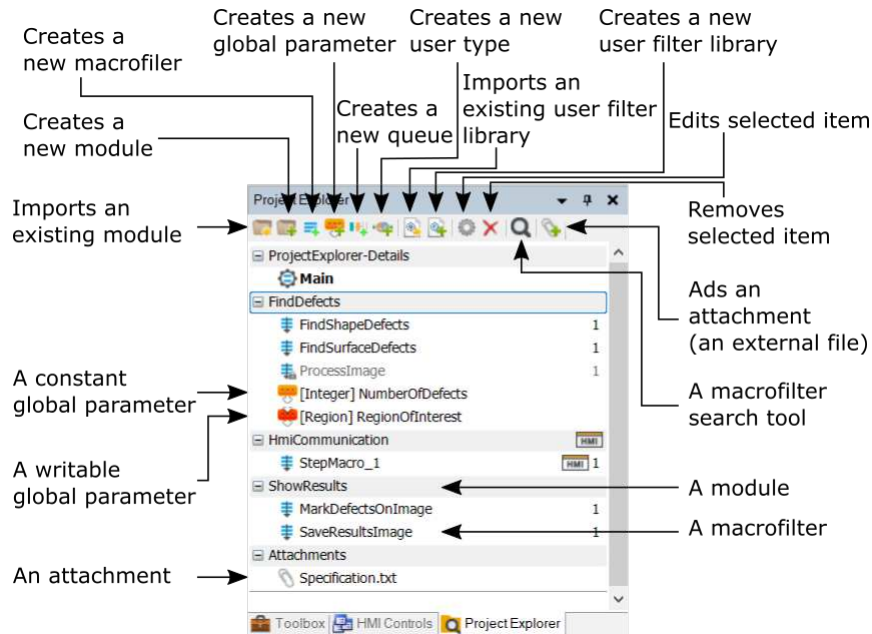 Creates a
new macrofiler
Creates a new
global parameter
Creates a new
user type
Creates a new
user filter library
Creates a
new module
Creates a
new queue
Imports an
existing user filter
library
Edits selected item
Imports an
existing module
Removes
selected item
Project Explorer
ProjectExplorer-Details
Main
FindDefects
FindShapeDefects 1
FindSurfaceDefects 1
ProcessImage 1
[Integer] NumberOfDefects
[Region] RegionOfInterest
HmiCommunication HMI
StepMacro_1 HMI 1
ShowResults
MarkDefectsOnImage 1
SaveResultsImage 1
Attachments
Specification.txt
Toolbox HMI Controls Project Explorer
A constant
global parameter
A writable
global parameter
An attachment
Ads an
attachment
(an external file)
A macrofilter
search tool
A module
A macrofilter